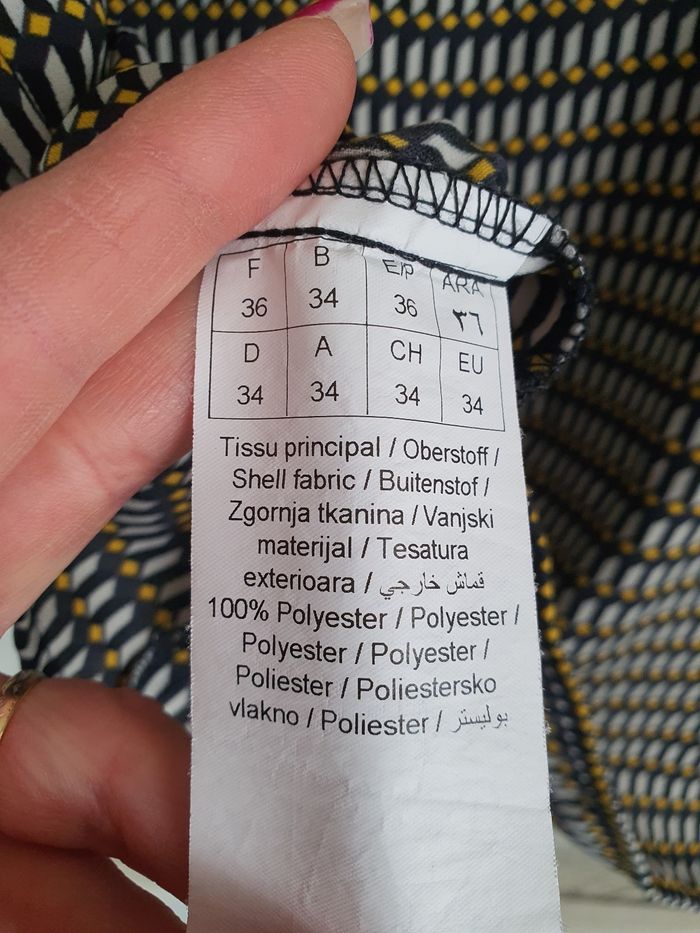 F B E/P ARA
36 34 36 ٣٦
D A CH EU
34 34 34 34
Tissu principal / Oberstoff /
Shell fabric / Buitenstof /
Zgornja tkanina / Vanjski
materijal / Tesatura
exterioara / قماش خارجي
100% Polyester / Polyester /
Polyester / Polyester /
Poliester / Poliestersko
vlakno / Poliester / بوليستر